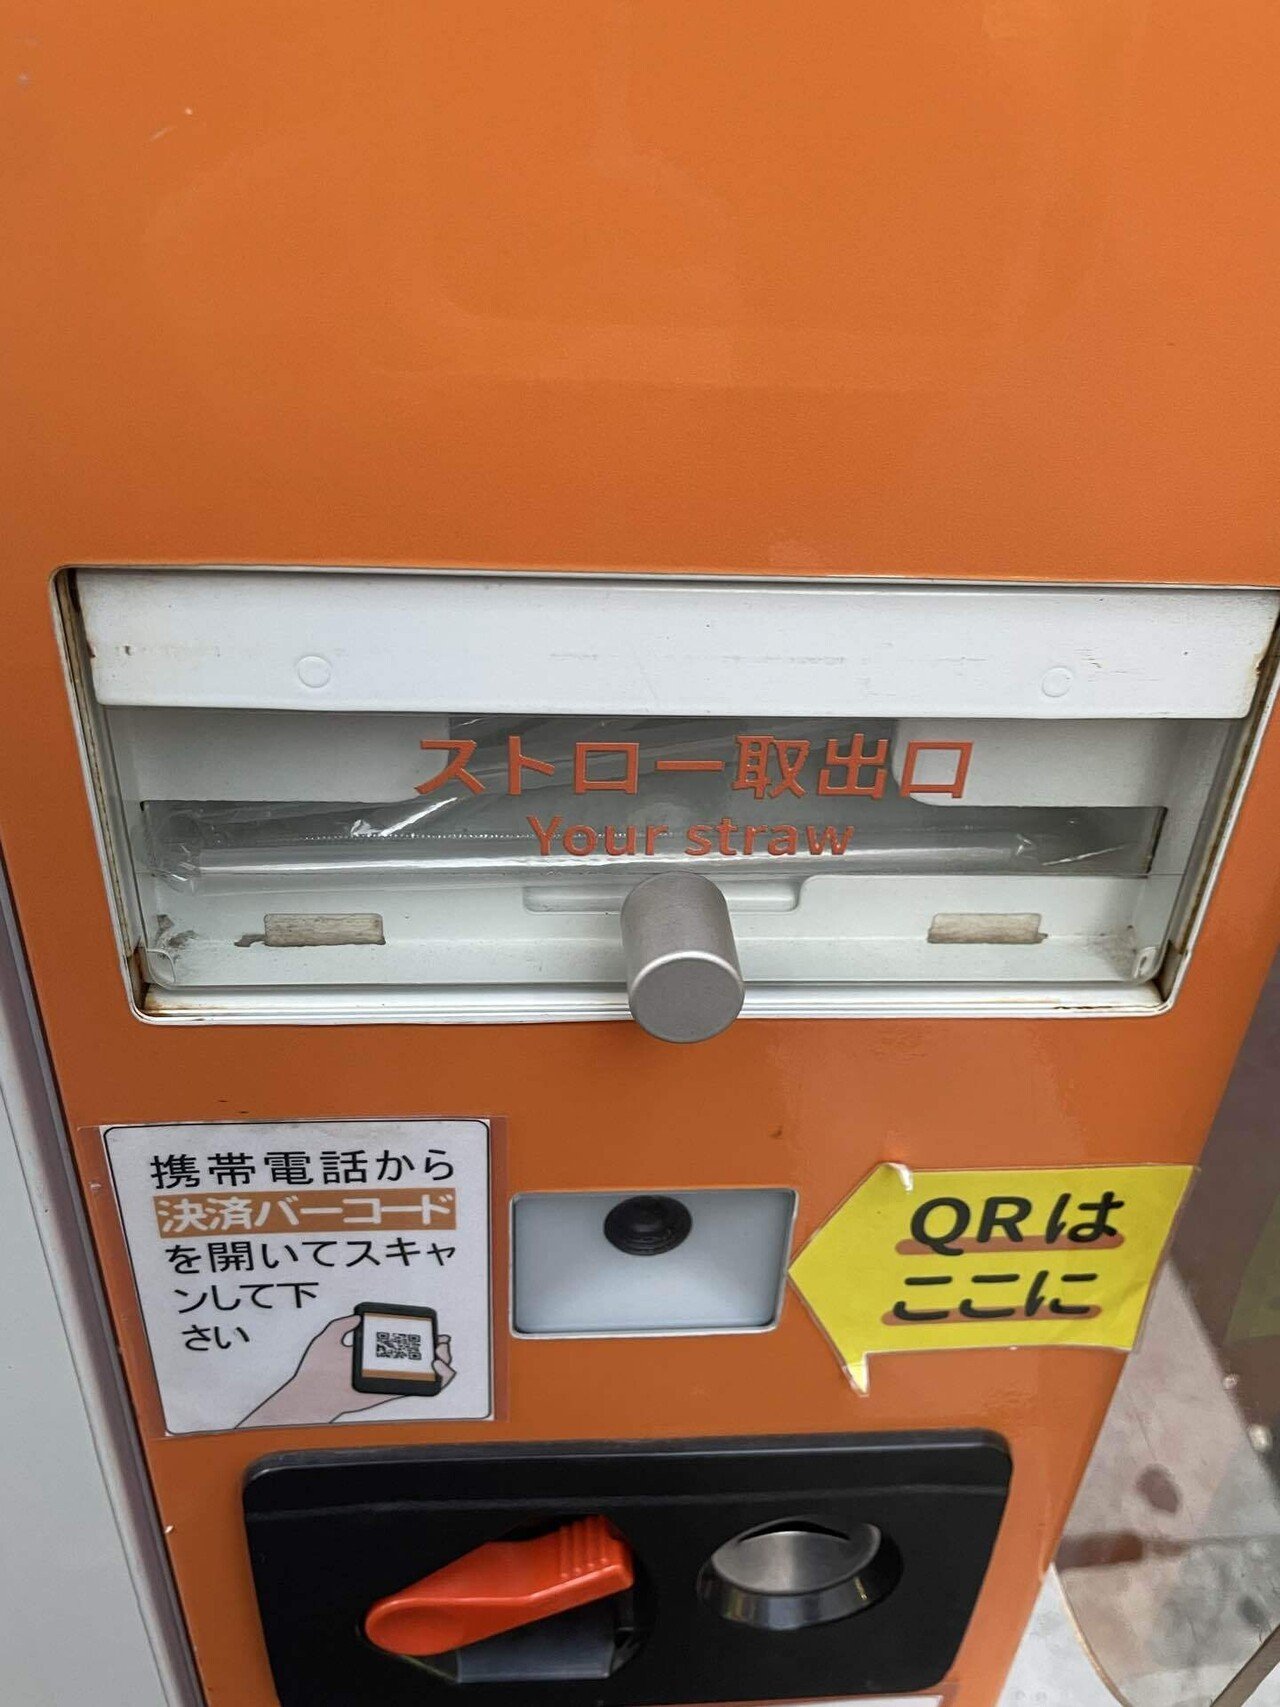 ストロー取出口
Your straw
携帯電話から
決済バーコード
を開いてスキャ
ンして下
さい
QRは
ここに